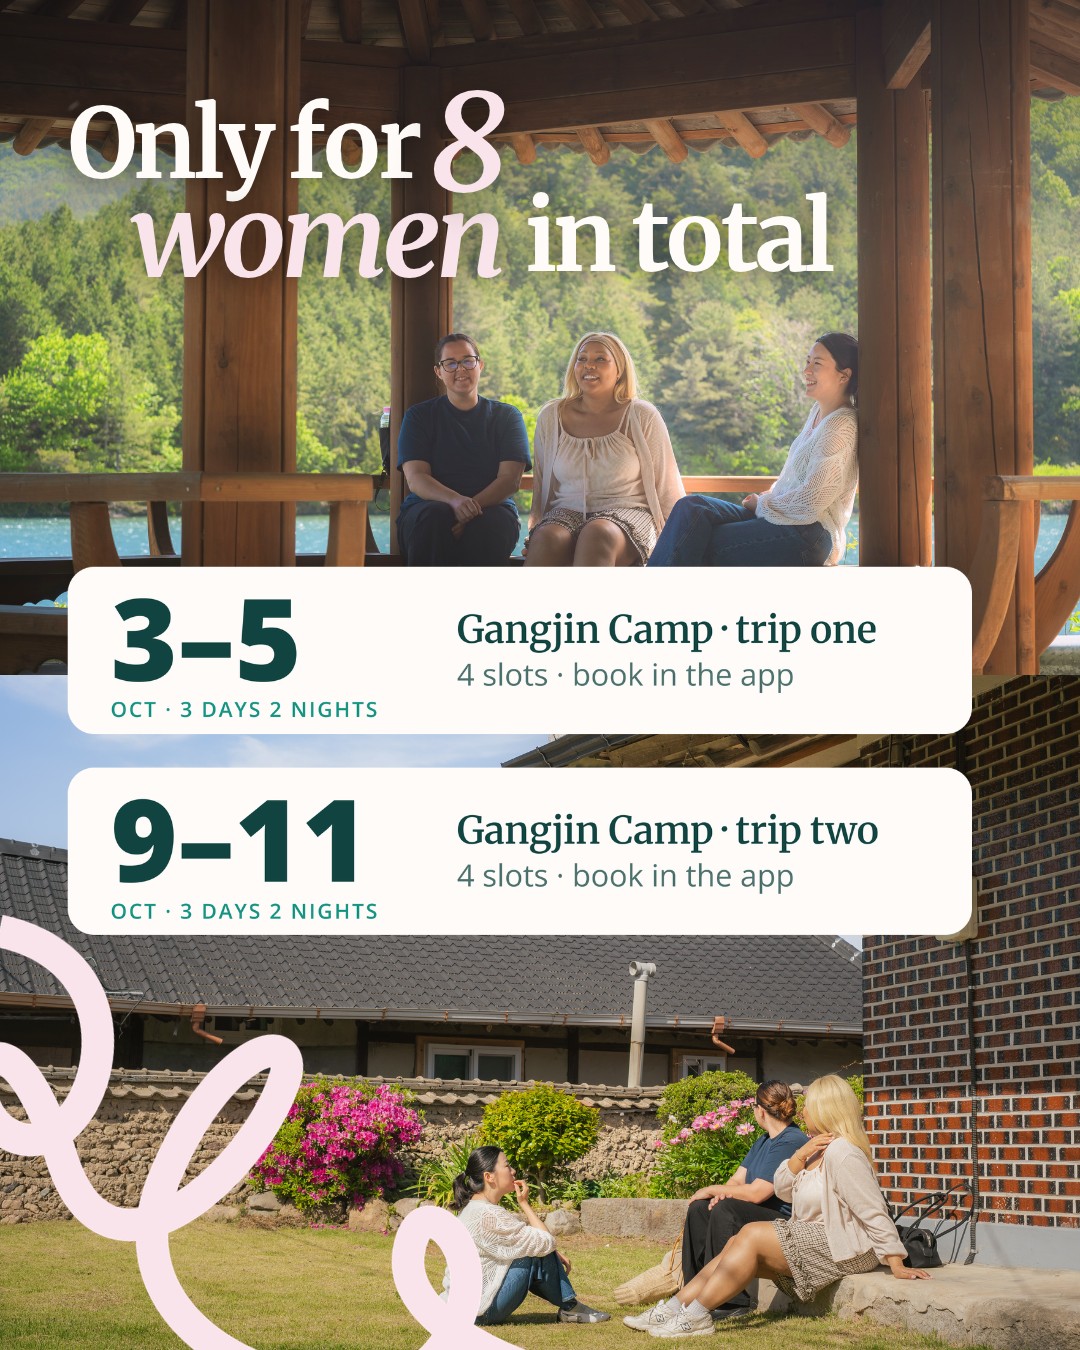 Only for 8
women in total
3–5
OCT · 3 DAYS 2 NIGHTS
Gangjin Camp · trip one
4 slots · book in the app
9–11
OCT · 3 DAYS 2 NIGHTS
Gangjin Camp · trip two
4 slots · book in the app